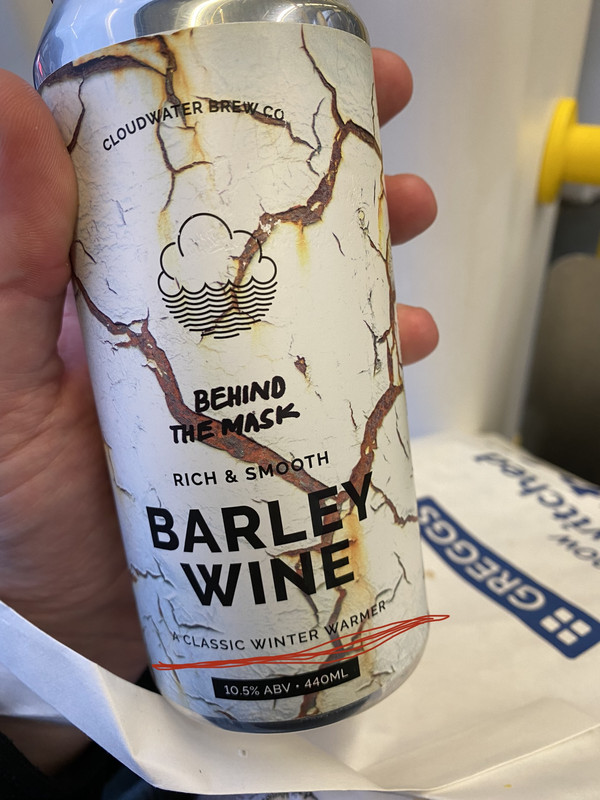 CLOUDWATER BREW CO
BEHIND
THE MASK
RICH & SMOOTH
BARLEY
WINE
A CLASSIC WINTER WARMER
10.5% ABV • 440ML
GREGGS